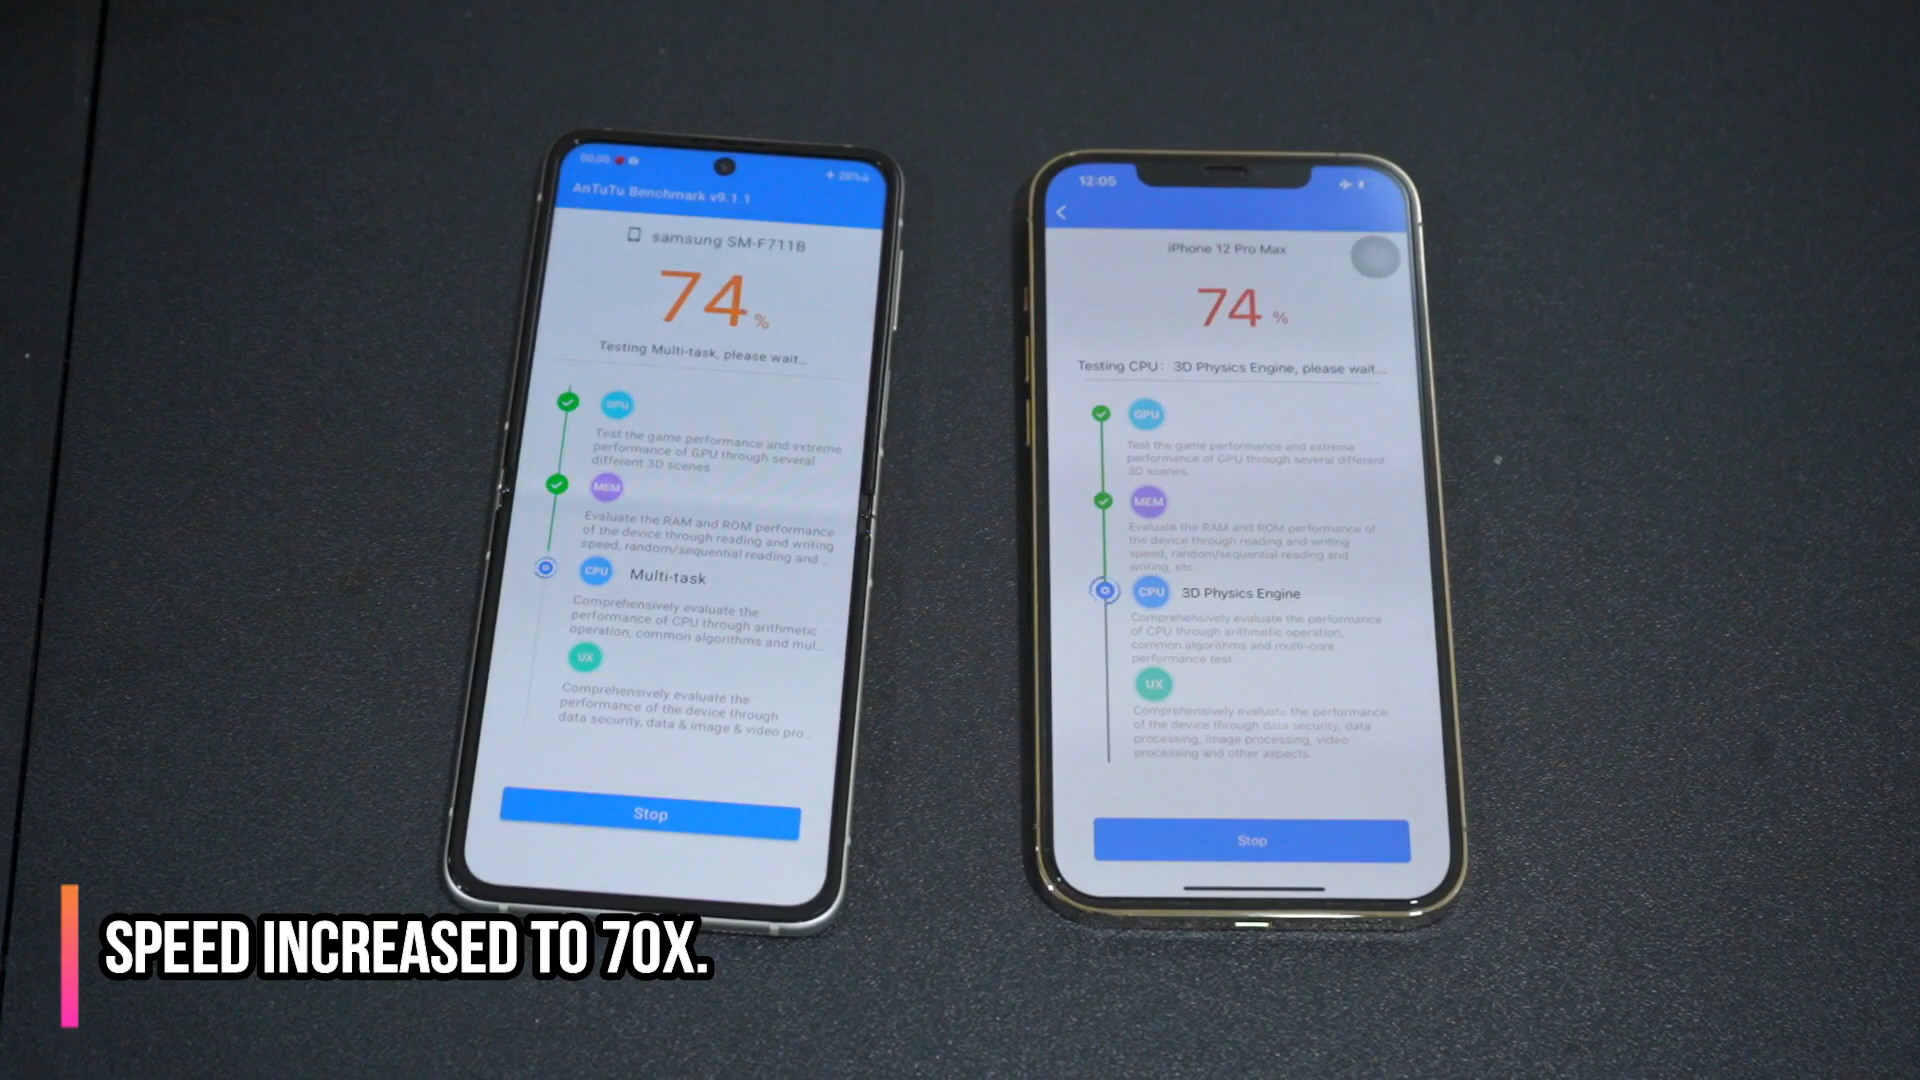 00:05
28%
AnTuTu Benchmark v9.1.1
samsung SM-F711B
74%
Testing Multi-task, please wait...
GPU
Test the game performance and extreme
performance of GPU through several
different 3D scenes.
MEM
Evaluate the RAM and ROM performance
of the device through reading and writing
speed, random/sequential reading and ...
CPU Multi-task
Comprehensively evaluate the
performance of CPU through arithmetic
operation, common algorithms and mul...
UX
Comprehensively evaluate the
performance of the device through
data security, data & image & video pro...
Stop
12:05
iPhone 12 Pro Max
74 %
Testing CPU: 3D Physics Engine, please wait...
GPU
Test the game performance and extreme
performance of GPU through several different
3D scenes.
MEM
Evaluate the RAM and ROM performance of
the device through reading and writing
speed, random/sequential reading and
writing, etc
CPU 3D Physics Engine
Comprehensively evaluate the performance
of CPU through arithmetic operation,
common algorithms and multi-core
performance test.
UX
Comprehensively evaluate the performance
of the device through data security, data
processing, image processing, video
processing and other aspects.
Stop
SPEED INCREASED TO 70X.